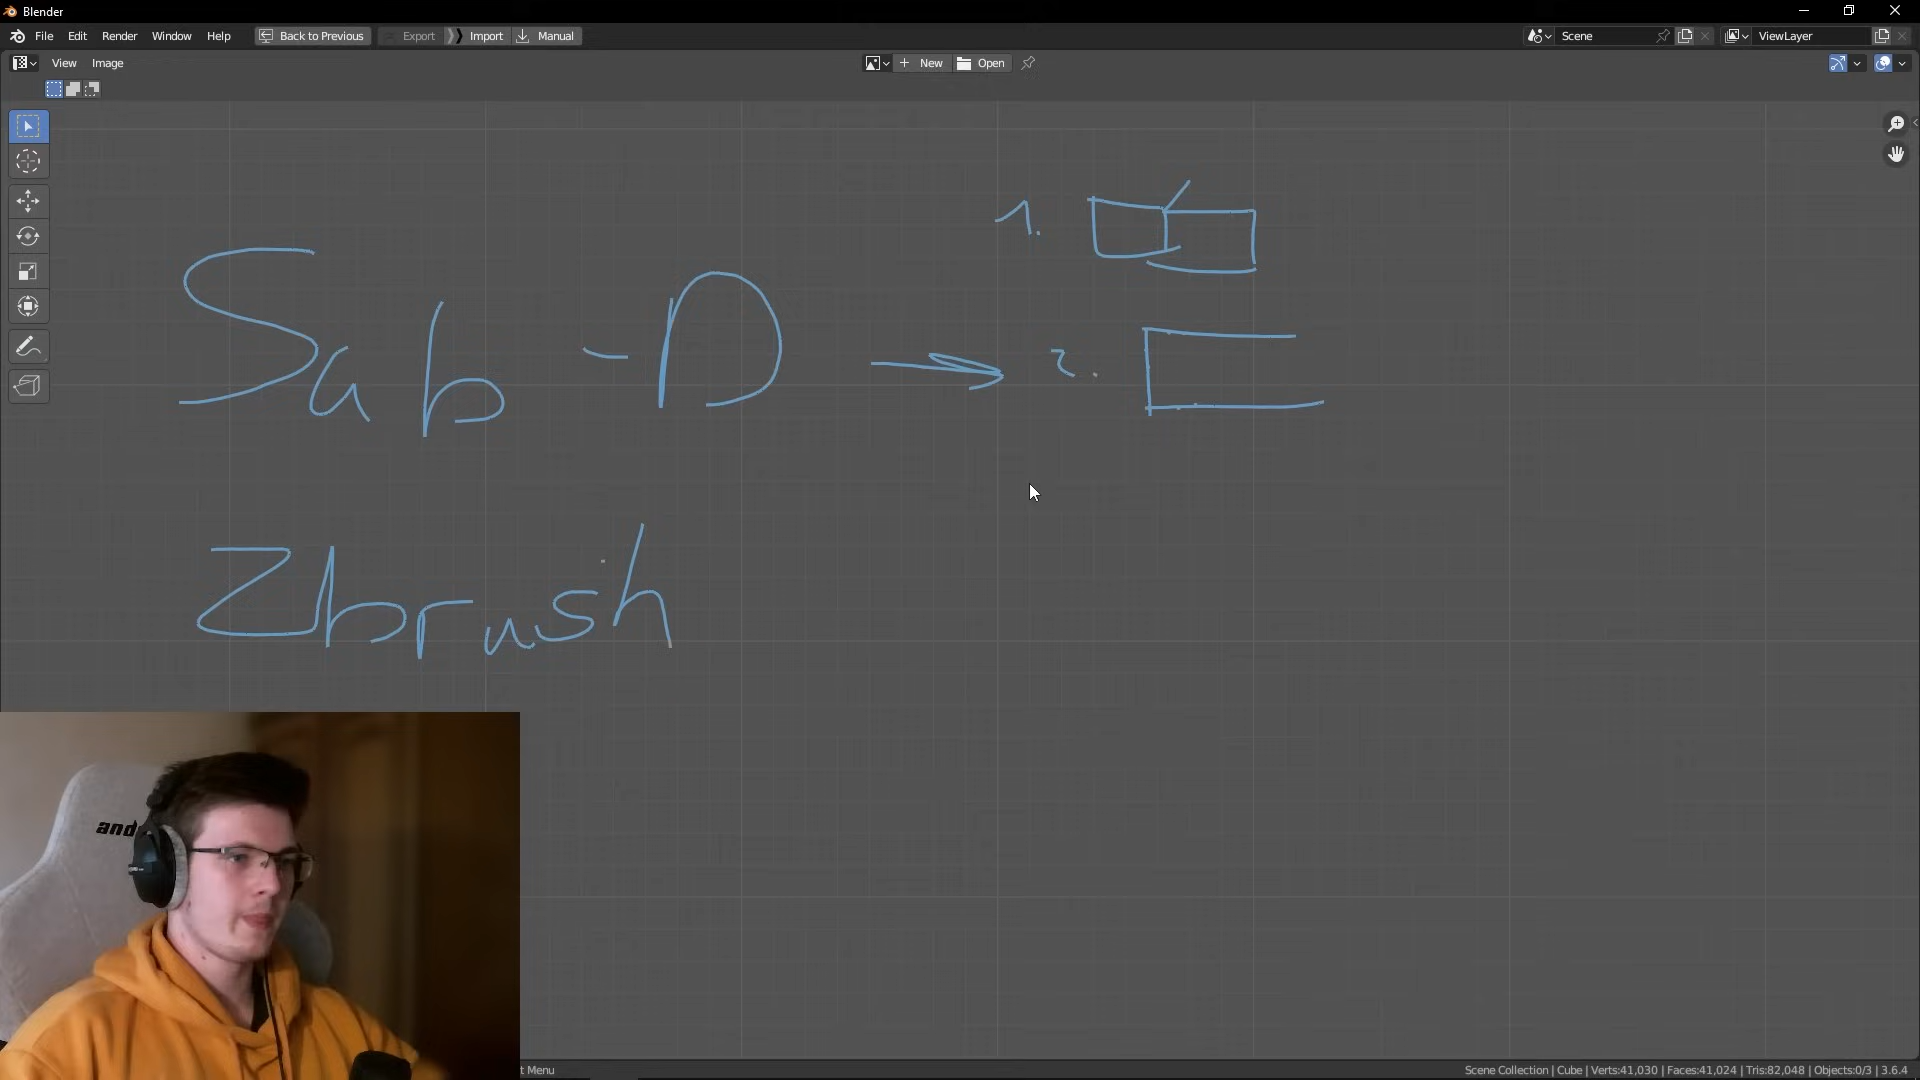 Blender
File Edit Render Window Help Back to Previous Export Import Manual Scene ViewLayer
View Image New Open
1.
Sub-D 2.
Zbrush
and
t Menu
Scene Collection | Cube | Verts:41,030 | Faces:41,024 | Tris:82,048 | Objects:0/3 | 3.6.4